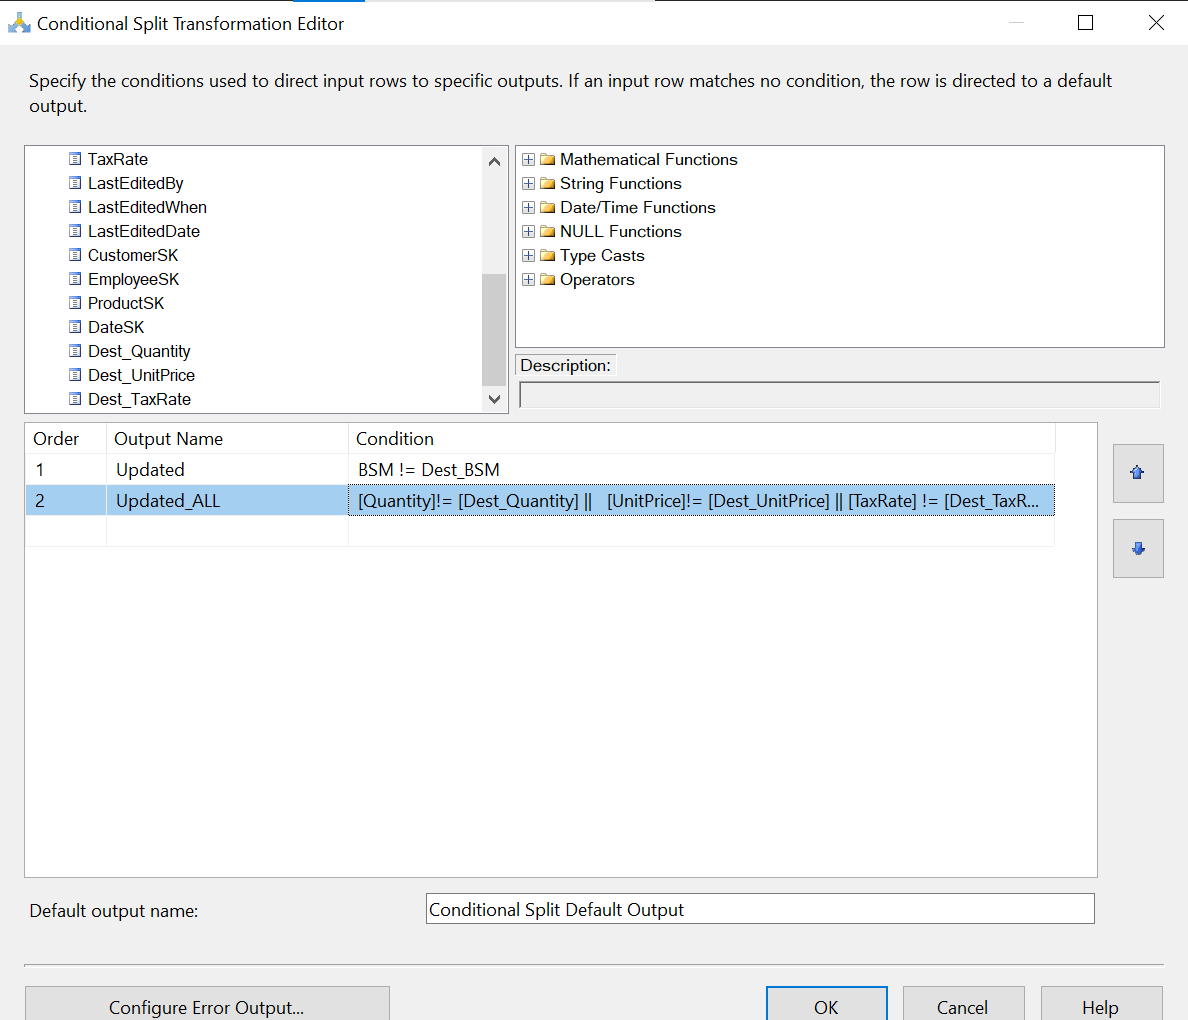 Conditional Split Transformation Editor
Specify the conditions used to direct input rows to specific outputs. If an input row matches no condition, the row is directed to a default
output.
TaxRate
LastEditedBy
LastEditedWhen
LastEditedDate
CustomerSK
EmployeeSK
ProductSK
DateSK
Dest_Quantity
Dest_UnitPrice
Dest_TaxRate
Mathematical Functions
String Functions
Date/Time Functions
NULL Functions
Type Casts
Operators
Description:
Order Output Name Condition
1 Updated BSM != Dest_BSM
2 Updated_ALL [Quantity]!= [Dest_Quantity] ||   [UnitPrice]!= [Dest_UnitPrice] || [TaxRate] != [Dest_TaxR...
Default output name: Conditional Split Default Output
Configure Error Output... OK Cancel Help